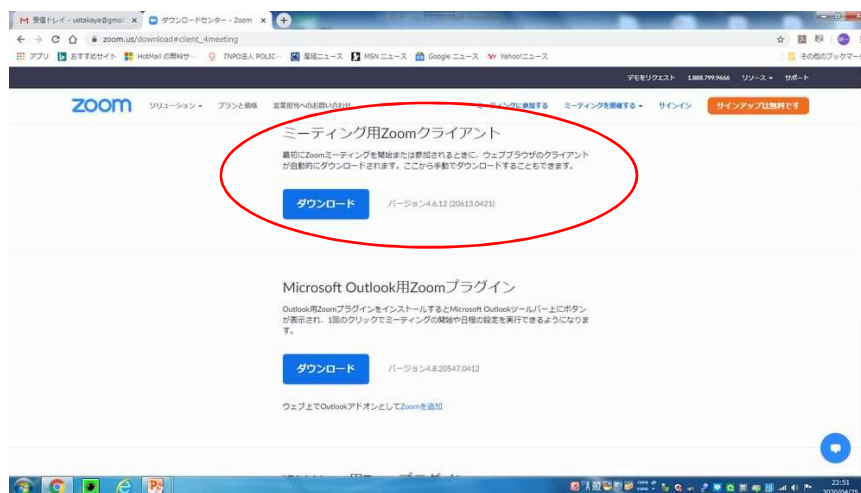 受信トレイ - uetakaya@gmai
ダウンロードセンター - Zoom
zoom.us/download#client_4meeting
アプリ
おすすめサイト
HotMail の無料サー
産経ニュース
MSN ニュース
Google ニュース
Yahoo!ニュース
その他のブックマー
デモをリクエスト 1.888.799.9666 リソース サポート
zoom
ソリューション
プランと価格
営業担当へのお問い合わせ
ミーティングに参加する
ミーティングを開催する
サインイン
サインアップは無料です
ミーティング用Zoomクライアント
最初にZoomミーティングを開始または参加されるときに、ウェブブラウザのクライアント
が自動的にダウンロードされます。ここから手動でダウンロードすることもできます。
ダウンロード
バージョン4.6.12 (20613.0421)
Microsoft Outlook用Zoomプラグイン
Outlook用ZoomプラグインをインストールするとMicrosoft Outlookツールバー上にボタン
が表示され、1回のクリックでミーティングの開始や日程の設定を実行できるようになりま
す。
ダウンロード
バージョン4.8.20547.0412
ウェブ上でOutlookアドオンとしてZoomを追加
23:51
2020/04/25